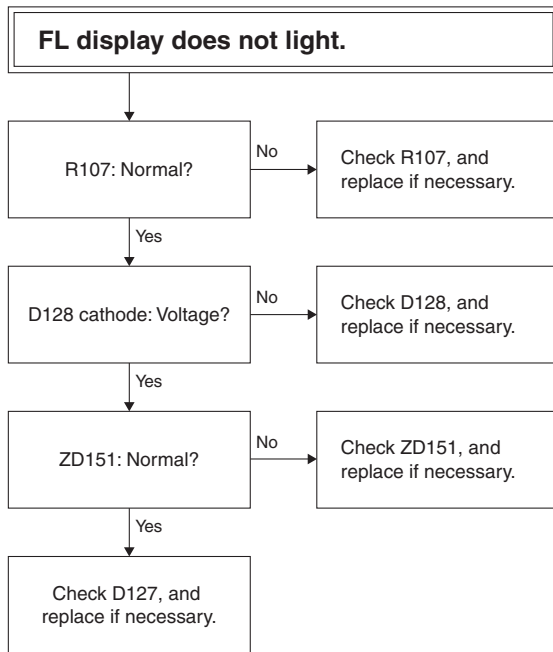 FL display does not light.
R107: Normal?
No
Check R107, and
replace if necessary.
Yes
D128 cathode: Voltage?
No
Check D128, and
replace if necessary.
Yes
ZD151: Normal?
No
Check ZD151, and
replace if necessary.
Yes
Check D127, and
replace if necessary.